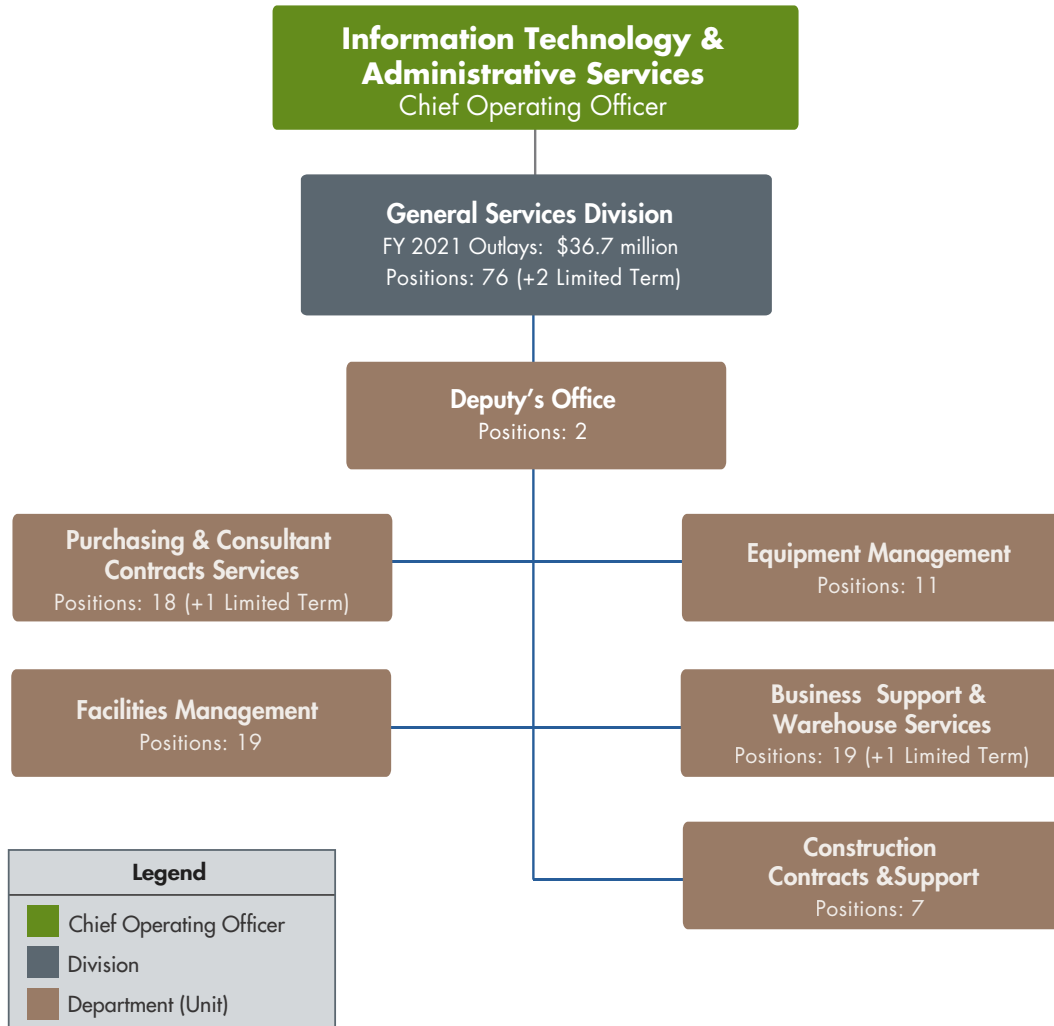 Information Technology &
Administrative Services
Chief Operating Officer
General Services Division
FY 2021 Outlays: $36.7 million
Positions: 76 (+2 Limited Term)
Deputy’s Office
Positions: 2
Purchasing & Consultant
Contracts Services
Positions: 18 (+1 Limited Term)
Equipment Management
Positions: 11
Facilities Management
Positions: 19
Business  Support &
Warehouse Services
Positions: 19 (+1 Limited Term)
Construction
Contracts &Support
Positions: 7
Legend
Chief Operating Officer
Division
Department (Unit)